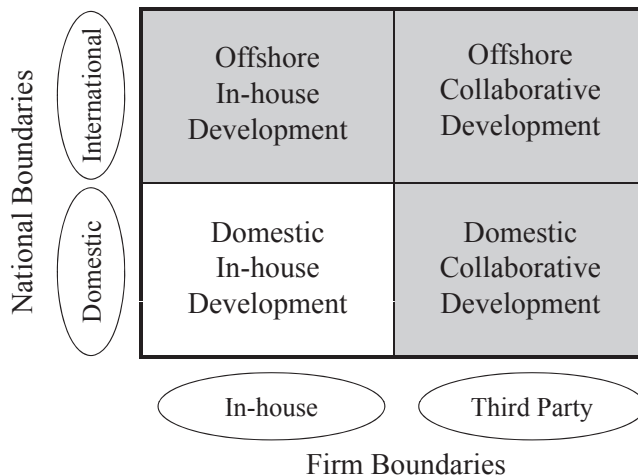 National Boundaries
International
Offshore
In-house
Development
Offshore
Collaborative
Development
Domestic
Domestic
In-house
Development
Domestic
Collaborative
Development
In-house
Third Party
Firm Boundaries